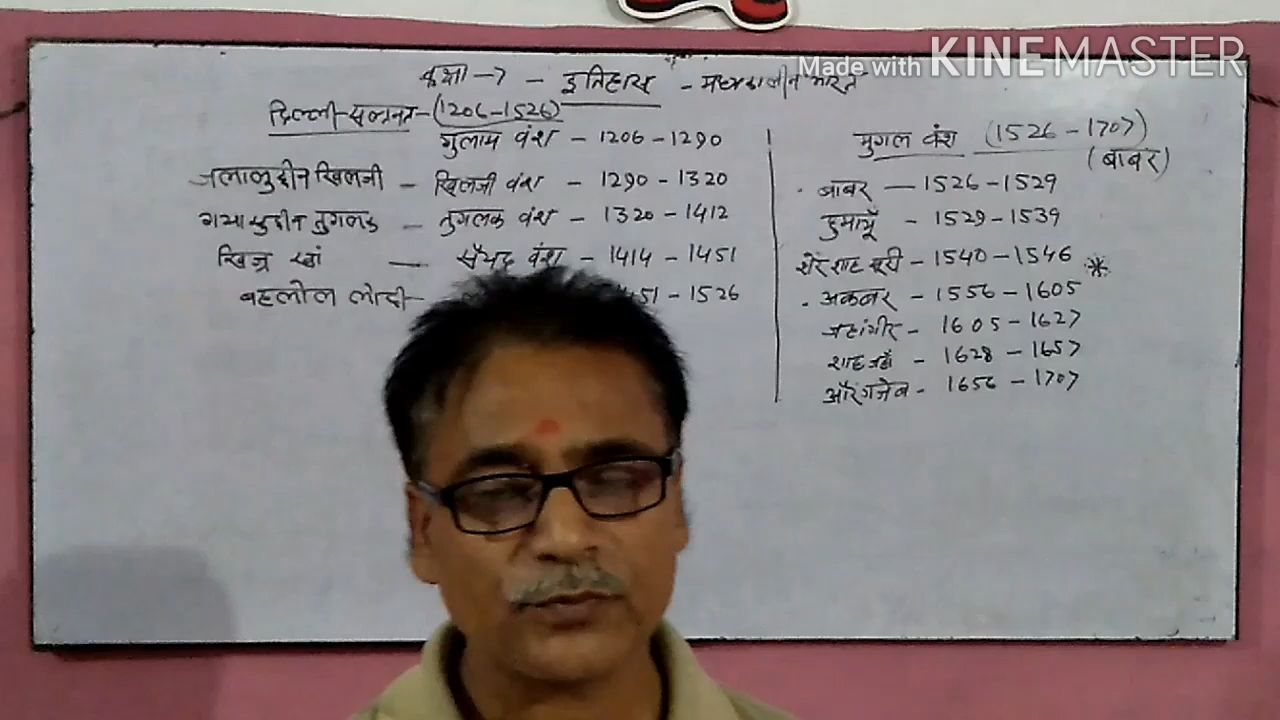 Made with KINEMASTER
कक्षा → 7 - इतिहास - मध्यकालीन भारत
दिल्ली सल्तनत - (1206-1526)
गुलाम वंश - 1206 - 1290
जलालुद्दीन खिलजी - खिलजी वंश - 1290 - 1320
गयासुद्दीन तुगलक - तुगलक वंश - 1320 - 1412
खिज्र खां - सैयद वंश - 1414 - 1451
बहलोल लोदी - 1451 - 1526
मुगल वंश (1526 - 1707)
(बाबर)
बाबर - 1526 - 1529
हुमायूँ - 1529 - 1539
शेरशाह सूरी - 1540 - 1546 *
अकबर - 1556 - 1605
जहांगीर - 1605 - 1627
शाहजहाँ - 1628 - 1657
औरंगजेब - 1656 - 1707